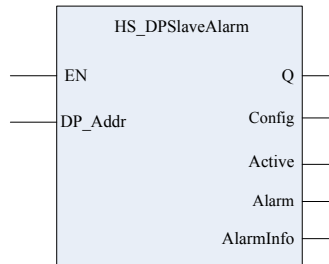 HS_DPSlaveAlarm
EN
Q
DP_Addr
Config
Active
Alarm
AlarmInfo